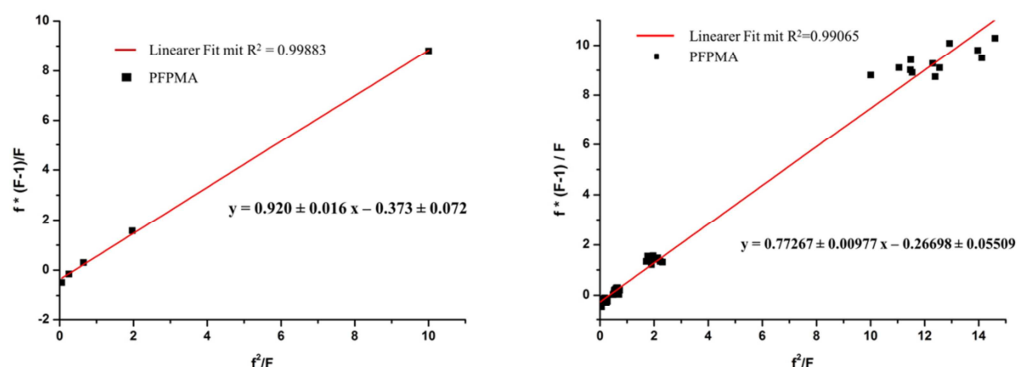 10
8
6
4
2
0
-2
0
2
4
6
8
10
f * (F-1)/F
f²/F
Linearer Fit mit R² = 0.99883
PFPMA
y = 0.920 ± 0.016 x – 0.373 ± 0.072
10
8
6
4
2
0
0
2
4
6
8
10
12
14
f * (F-1) / F
f²/F
Linearer Fit mit R²=0.99065
PFPMA
y = 0.77267 ± 0.00977 x – 0.26698 ± 0.05509